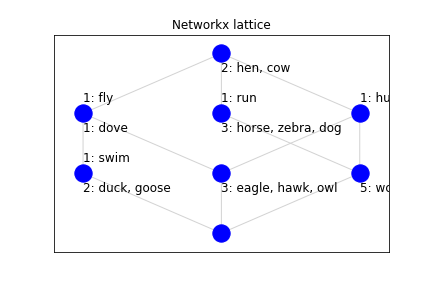 Networkx lattice
2: hen, cow
1: fly
1: run
1: hu
1: dove
3: horse, zebra, dog
1: swim
2: duck, goose
3: eagle, hawk, owl
5: wo